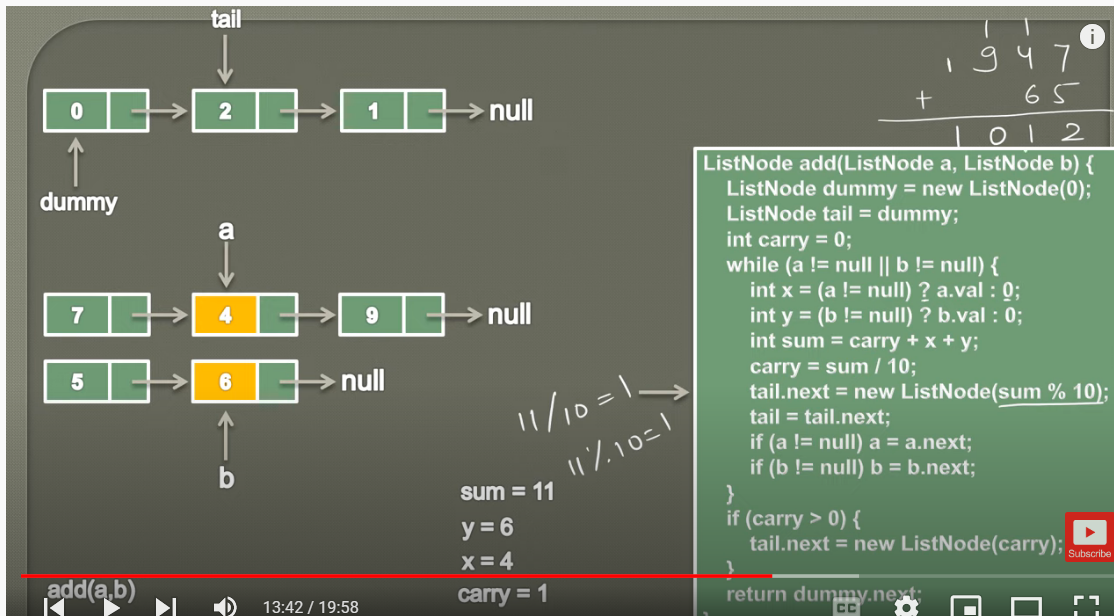 tail
0 2 1 null
dummy
1 1
1 9 4 7
+ 6 5
1 0 1 2
i
a
7 4 9 null
5 6 null
b
11/10=1
11%10=1
sum = 11
y = 6
x = 4
carry = 1
add(a,b)
ListNode add(ListNode a, ListNode b) {
ListNode dummy = new ListNode(0);
ListNode tail = dummy;
int carry = 0;
while (a != null || b != null) {
int x = (a != null) ? a.val : 0;
int y = (b != null) ? b.val : 0;
int sum = carry + x + y;
carry = sum / 10;
tail.next = new ListNode(sum % 10);
tail = tail.next;
if (a != null) a = a.next;
if (b != null) b = b.next;
}
if (carry > 0) {
tail.next = new ListNode(carry);
}
return dummy.next;
Subscribe
13:42 / 19:58
CC